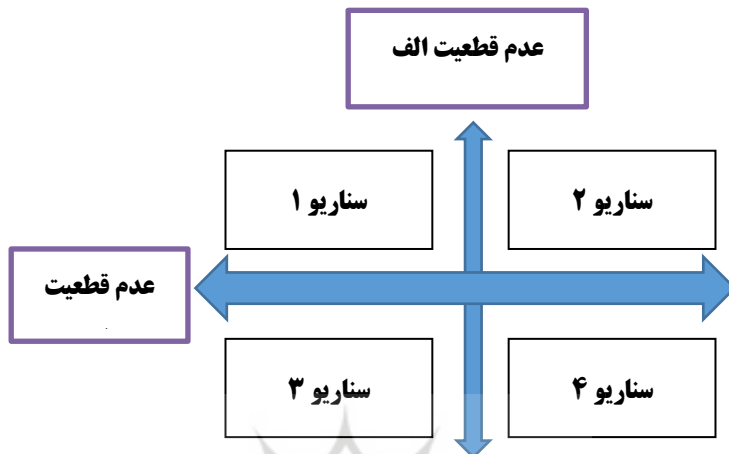 عدم قطعیت الف
سناریو ۲
سناریو ۱
عدم قطعیت
سناریو ۴
سناریو ۳